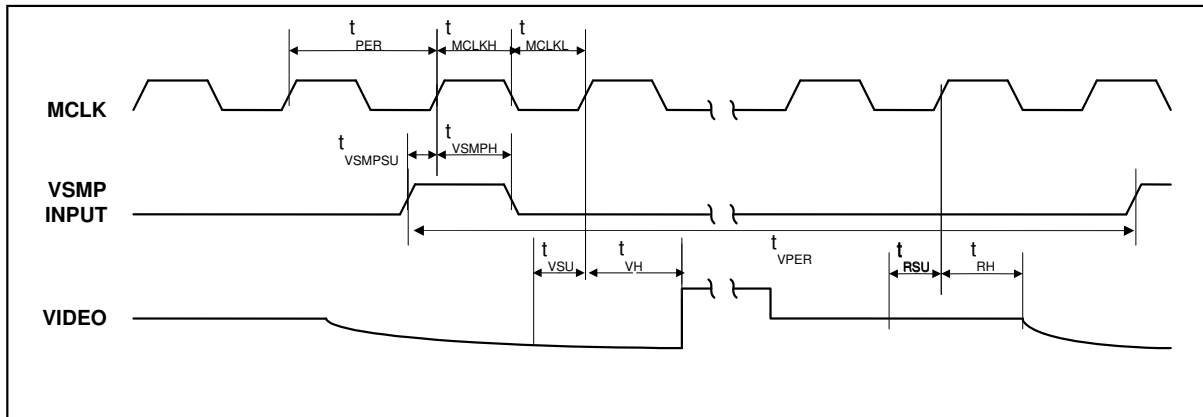 t PER
t MCLKH
t MCLKL
MCLK
t VSMPSU
t VSMPH
VSMP
INPUT
t VSU
t VH
t VPER
t RSU
t RH
VIDEO